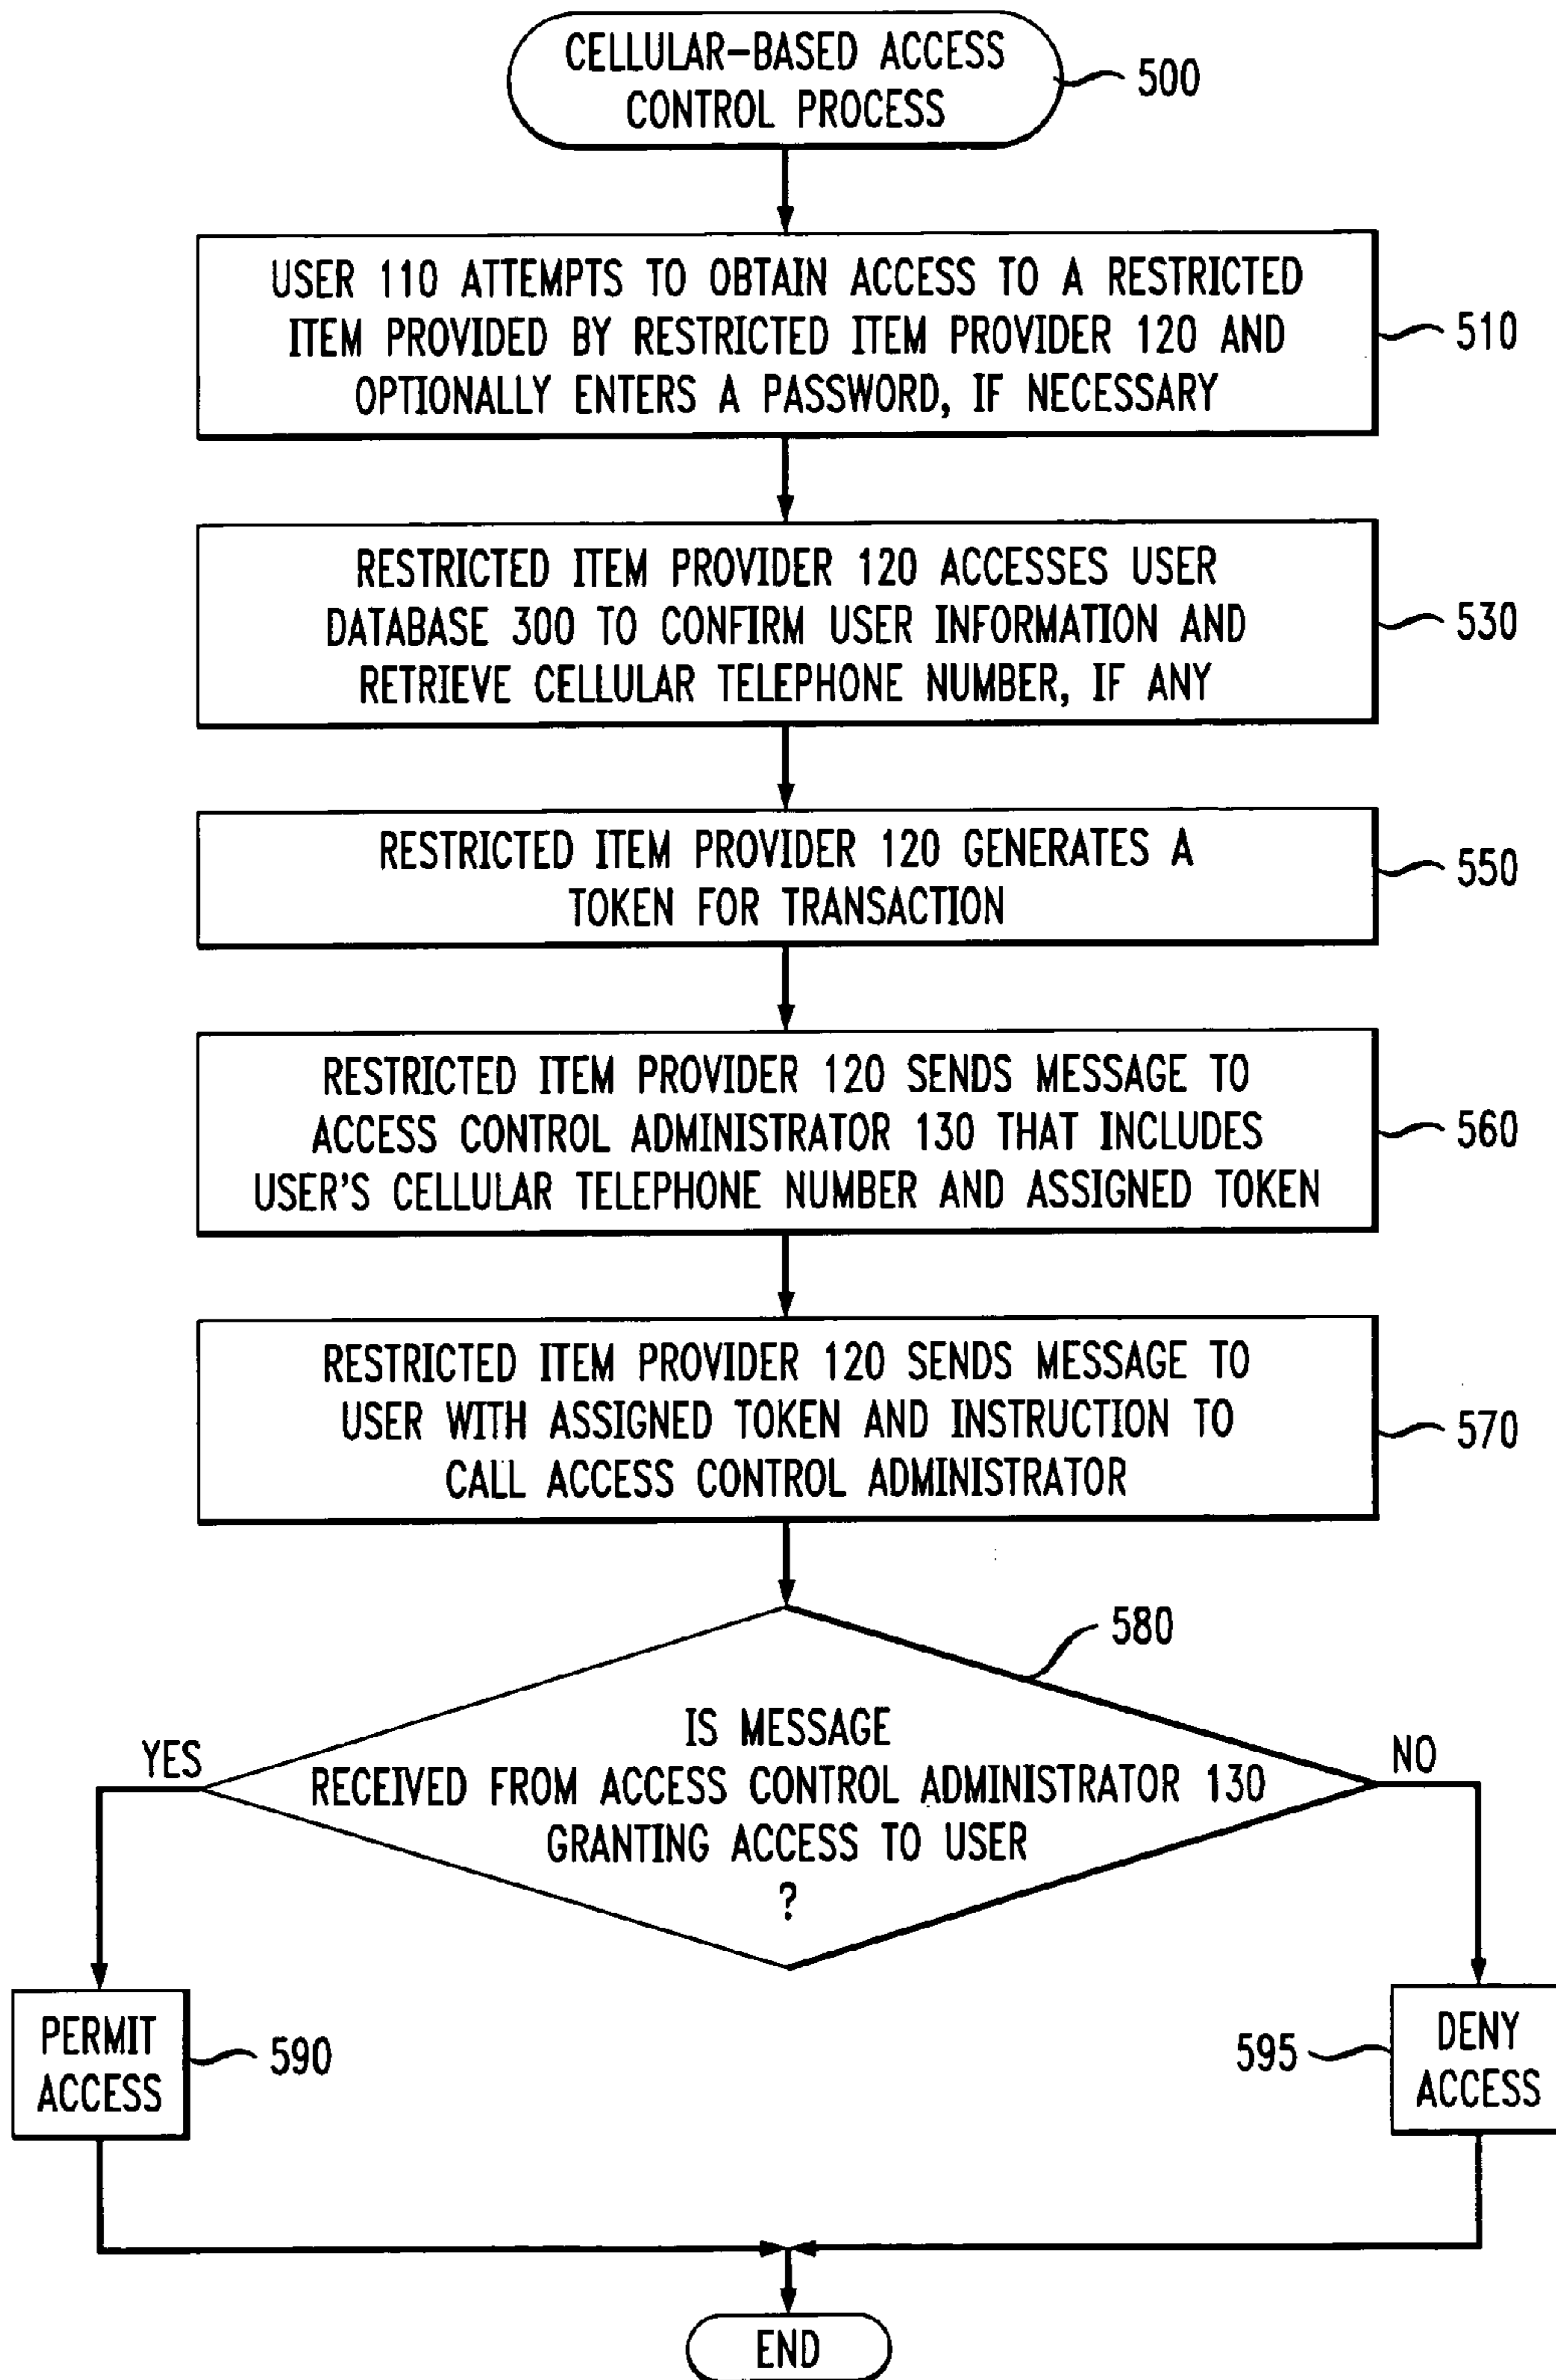 CELLULAR-BASED ACCESS
CONTROL PROCESS
500
USER 110 ATTEMPTS TO OBTAIN ACCESS TO A RESTRICTED
ITEM PROVIDED BY RESTRICTED ITEM PROVIDER 120 AND
OPTIONALLY ENTERS A PASSWORD, IF NECESSARY
510
RESTRICTED ITEM PROVIDER 120 ACCESSES USER
DATABASE 300 TO CONFIRM USER INFORMATION AND
RETRIEVE CELLULAR TELEPHONE NUMBER, IF ANY
530
RESTRICTED ITEM PROVIDER 120 GENERATES A
TOKEN FOR TRANSACTION
550
RESTRICTED ITEM PROVIDER 120 SENDS MESSAGE TO
ACCESS CONTROL ADMINISTRATOR 130 THAT INCLUDES
USER'S CELLULAR TELEPHONE NUMBER AND ASSIGNED TOKEN
560
RESTRICTED ITEM PROVIDER 120 SENDS MESSAGE TO
USER WITH ASSIGNED TOKEN AND INSTRUCTION TO
CALL ACCESS CONTROL ADMINISTRATOR
570
580
IS MESSAGE
RECEIVED FROM ACCESS CONTROL ADMINISTRATOR 130
GRANTING ACCESS TO USER
?
YES
NO
PERMIT
ACCESS
590
595
DENY
ACCESS
END